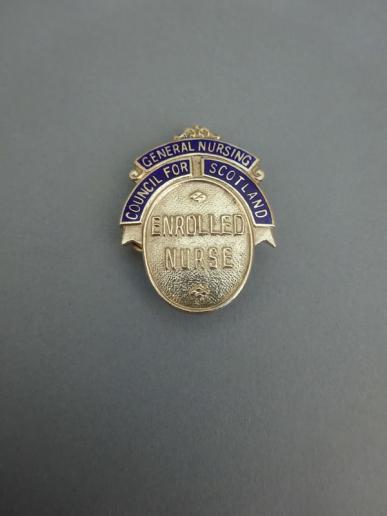 GENERAL NURSING
COUNCIL FOR SCOTLAND
ENROLLED
NURSE